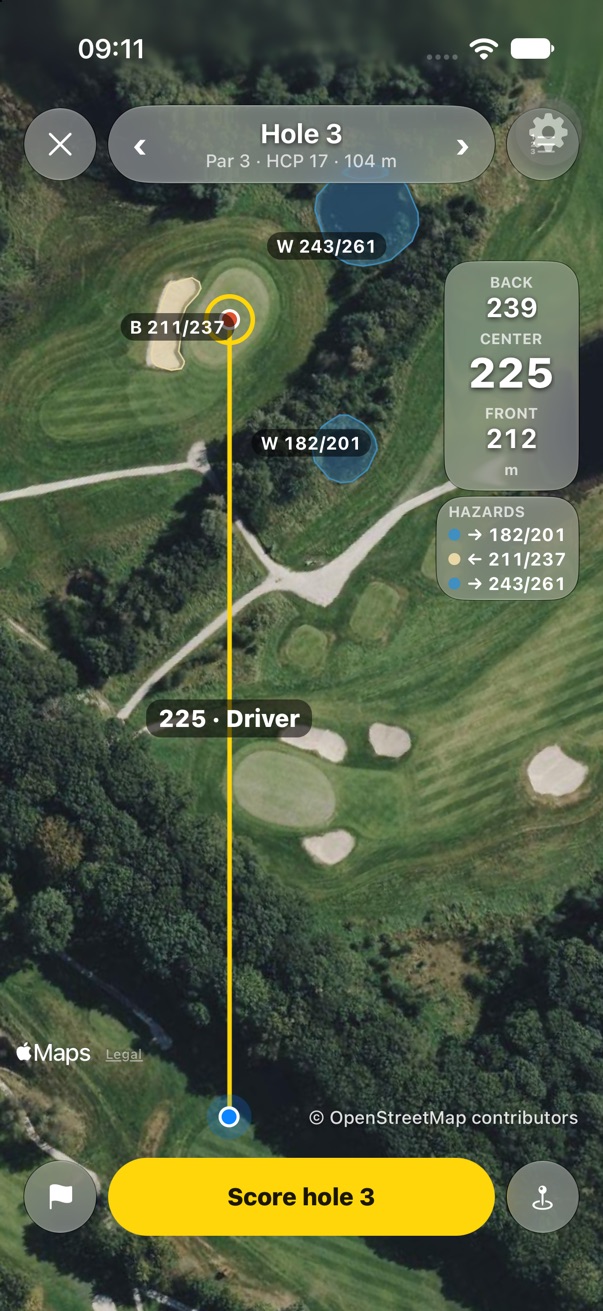 09:11
‹ Hole 3 ›
Par 3 · HCP 17 · 104 m
W 243/261
BACK
239
B 211/237
CENTER
225
FRONT
212
W 182/201
m
HAZARDS
→ 182/201
← 211/237
→ 243/261
225 · Driver
Maps Legal
© OpenStreetMap contributors
Score hole 3